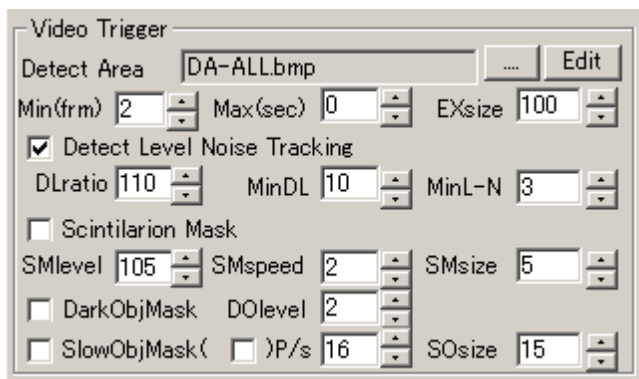 Video Trigger
Detect Area DA-ALL.bmp .... Edit
Min(frm) 2 Max(sec) 0 EXsize 100
Detect Level Noise Tracking
DLratio 110 MinDL 10 MinL-N 3
Scintilarion Mask
SMlevel 105 SMspeed 2 SMsize 5
DarkObjMask DOlevel 2
SlowObjMask( )P/s 16 SOsize 15